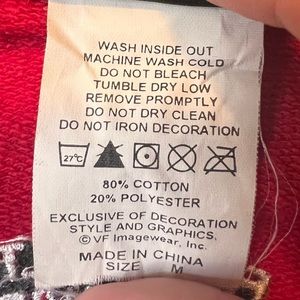 WASH INSIDE OUT
MACHINE WASH COLD
DO NOT BLEACH
TUMBLE DRY LOW
REMOVE PROMPTLY
DO NOT DRY CLEAN
DO NOT IRON DECORATION
27°C
80% COTTON
20% POLYESTER
EXCLUSIVE OF DECORATION
STYLE AND GRAPHICS,
© VF Imagewear, Inc.
MADE IN CHINA
SIZE M